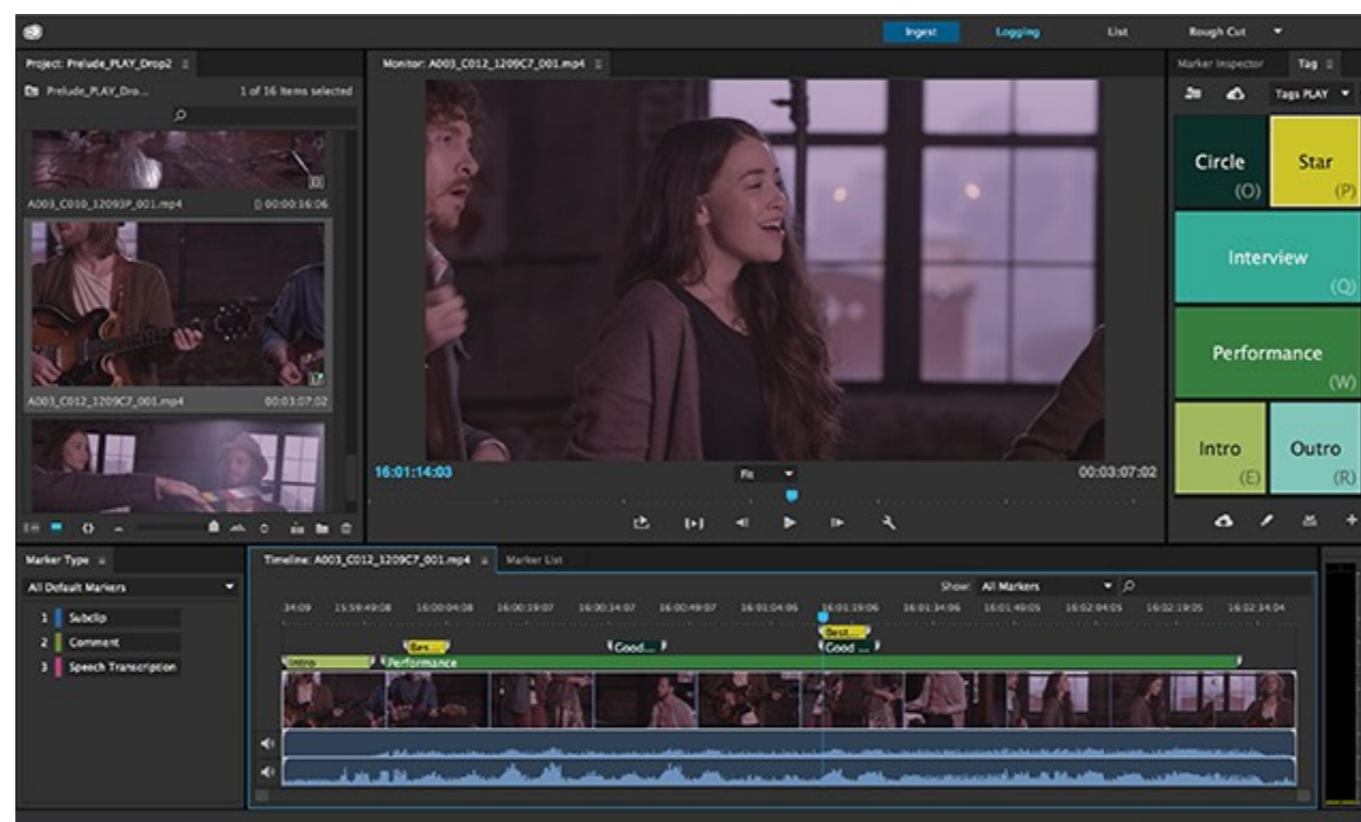 Ingest Logging List Rough Cut
Project: Prelude_PLAY_Drop2
Prelude_PLAY_Dro... 1 of 16 Items selected
A003_C010_12093P_001.mp4 00:00:16:06
A003_C012_1209C7_001.mp4 00:03:07:02
Monitor: A003_C012_1209C7_001.mp4
16:01:14:03 Fit 00:03:07:02
Marker Inspector Tag
Tags PLAY
Circle (O)
Star (P)
Interview (Q)
Performance (W)
Intro (E)
Outro (R)
Marker Type
All Default Markers
1 Subclip
2 Comment
3 Speech Transcription
Timeline: A003_C012_1209C7_001.mp4 Marker List
Show: All Markers
34:09 15:59:49:08 16:00:04:08 16:00:19:07 16:00:34:07 16:00:49:07 16:01:04:06 16:01:19:06 16:01:34:06 16:01:49:05 16:02:04:05 16:02:19:05 16:02:34:04
Best...
Bes... Good... Good ...
Intro Performance